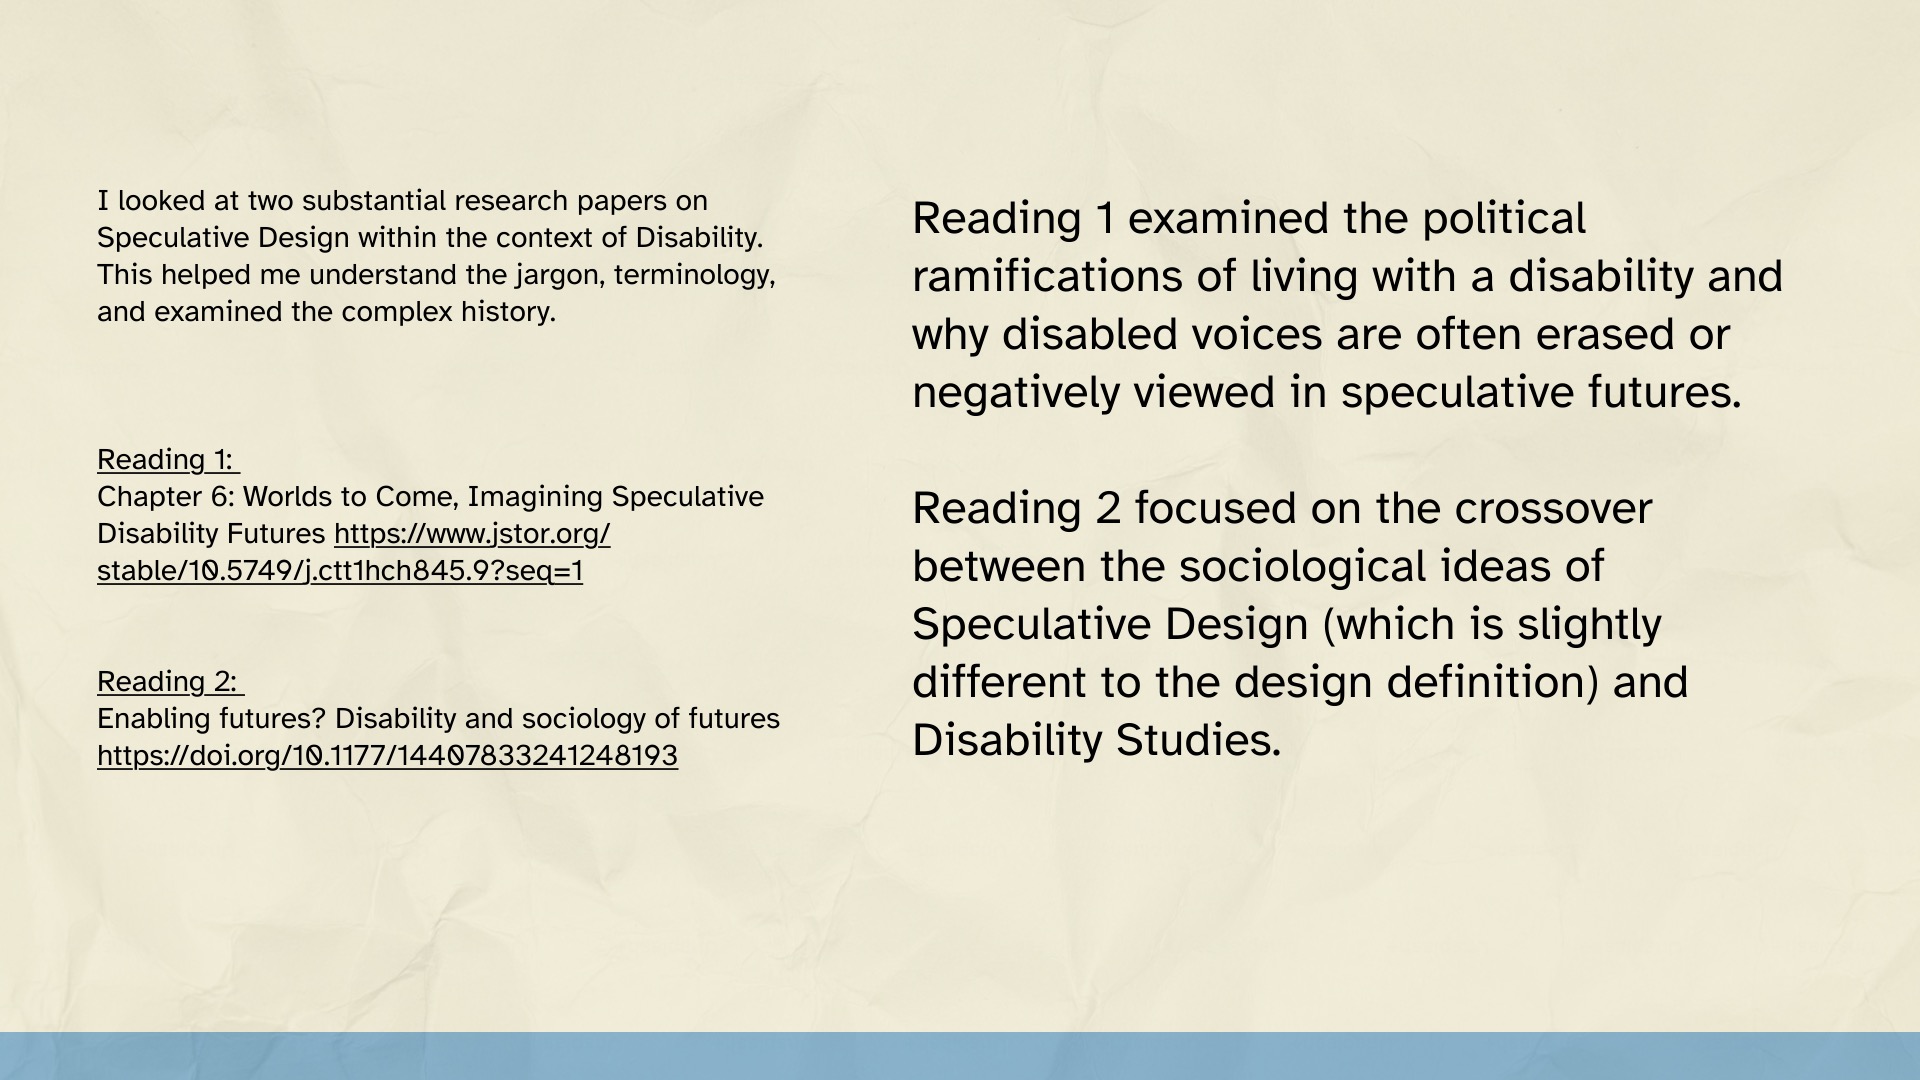 I looked at two substantial research papers on
Speculative Design within the context of Disability.
This helped me understand the jargon, terminology,
and examined the complex history.
Reading 1:
Chapter 6: Worlds to Come, Imagining Speculative
Disability Futures https://www.jstor.org/
stable/10.5749/j.ctt1hch845.9?seq=1
Reading 2:
Enabling futures? Disability and sociology of futures
https://doi.org/10.1177/14407833241248193
Reading 1 examined the political
ramifications of living with a disability and
why disabled voices are often erased or
negatively viewed in speculative futures.
Reading 2 focused on the crossover
between the sociological ideas of
Speculative Design (which is slightly
different to the design definition) and
Disability Studies.